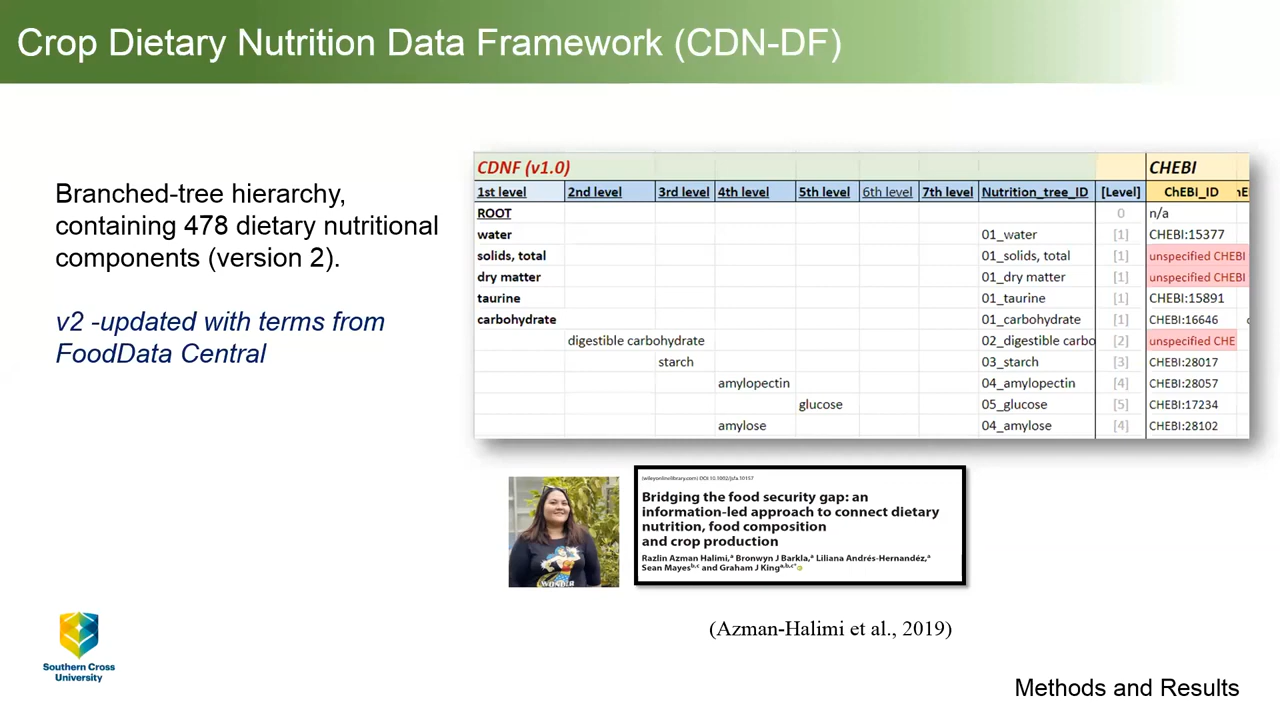 Crop Dietary Nutrition Data Framework (CDN-DF)
Branched-tree hierarchy,
containing 478 dietary nutritional
components (version 2).
v2 -updated with terms from
FoodData Central
CDNF (v1.0) CHEBI
1st level 2nd level 3rd level 4th level 5th level 6th level 7th level Nutrition_tree_ID [Level] ChEBI_ID
ROOT 0 n/a
water 01_water [1] CHEBI:15377
solids, total 01_solids, total [1] unspecified CHEBI
dry matter 01_dry matter [1] unspecified CHEBI
taurine 01_taurine [1] CHEBI:15891
carbohydrate 01_carbohydrate [1] CHEBI:16646
digestible carbohydrate 02_digestible carbo [2] unspecified CHE
starch 03_starch [3] CHEBI:28017
amylopectin 04_amylopectin [4] CHEBI:28057
glucose 05_glucose [5] CHEBI:17234
amylose 04_amylose [4] CHEBI:28102
(wileyonlinelibrary.com) DOI 10.1002/jsfa.10157
Bridging the food security gap: an
information-led approach to connect dietary
nutrition, food composition
and crop production
Razlin Azman Halimi,a Bronwyn J Barkla,a Liliana Andrés-Hernandéz,a
Sean Mayesb,c and Graham J Kinga,b,c*
(Azman-Halimi et al., 2019)
Southern Cross
University
Methods and Results